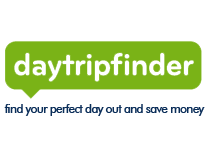 daytripfinder
find your perfect day out and save money